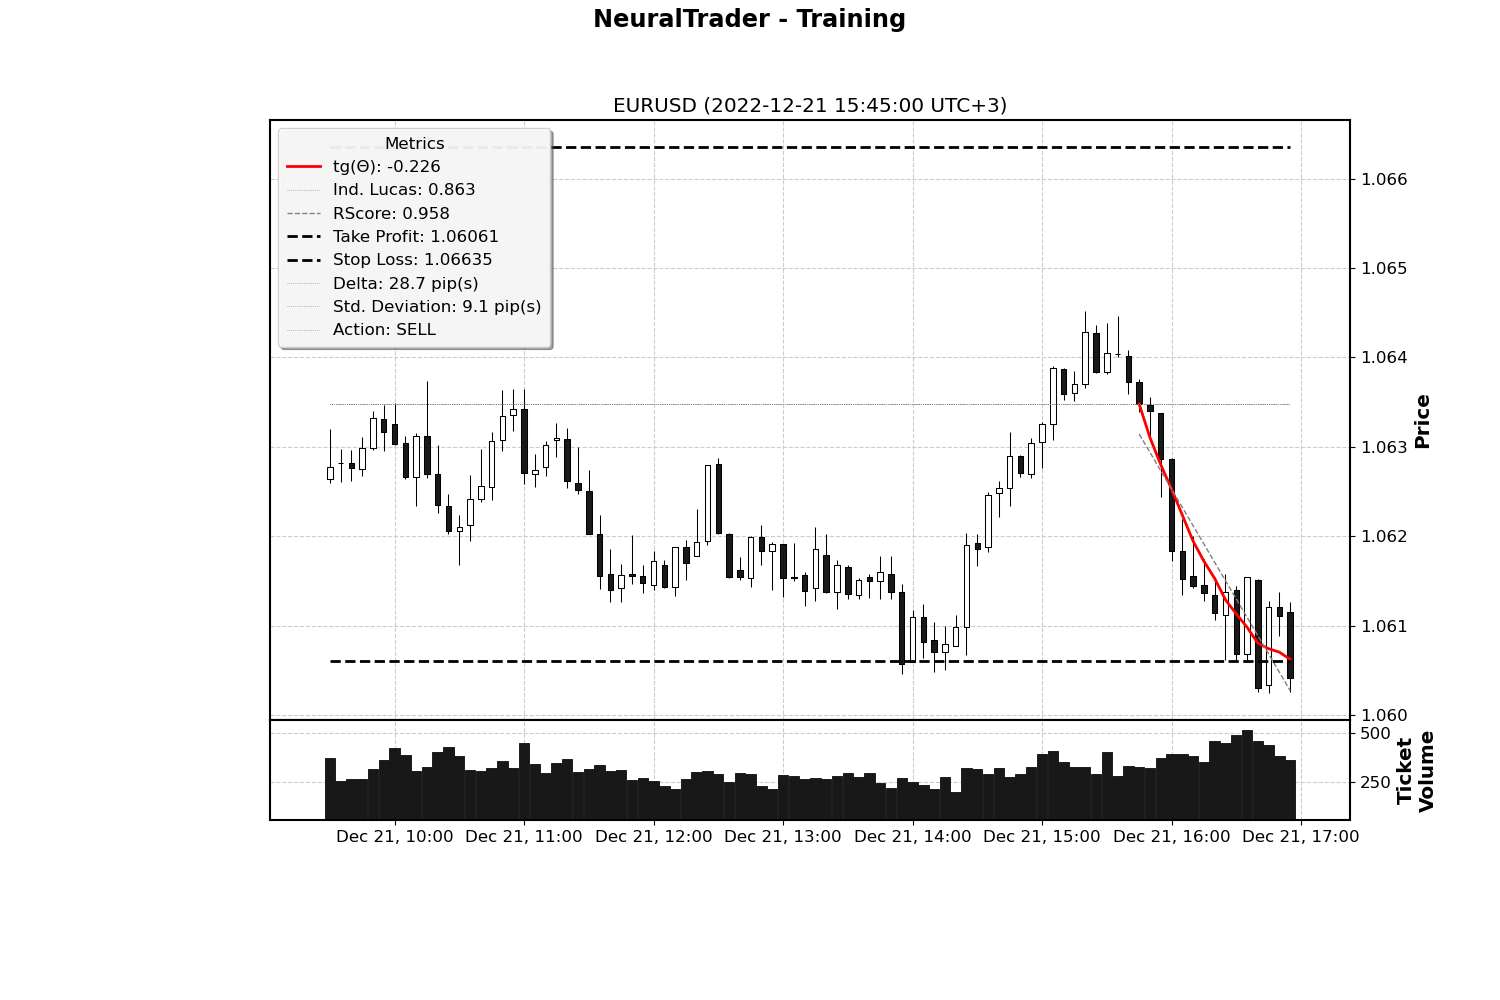 NeuralTrader - Training
EURUSD (2022-12-21 15:45:00 UTC+3)
Metrics
tg(Θ): -0.226
Ind. Lucas: 0.863
RScore: 0.958
Take Profit: 1.06061
Stop Loss: 1.06635
Delta: 28.7 pip(s)
Std. Deviation: 9.1 pip(s)
Action: SELL
1.066
1.065
1.064
1.063
1.062
1.061
1.060
Price
500
250
Ticket
Volume
Dec 21, 10:00
Dec 21, 11:00
Dec 21, 12:00
Dec 21, 13:00
Dec 21, 14:00
Dec 21, 15:00
Dec 21, 16:00
Dec 21, 17:00